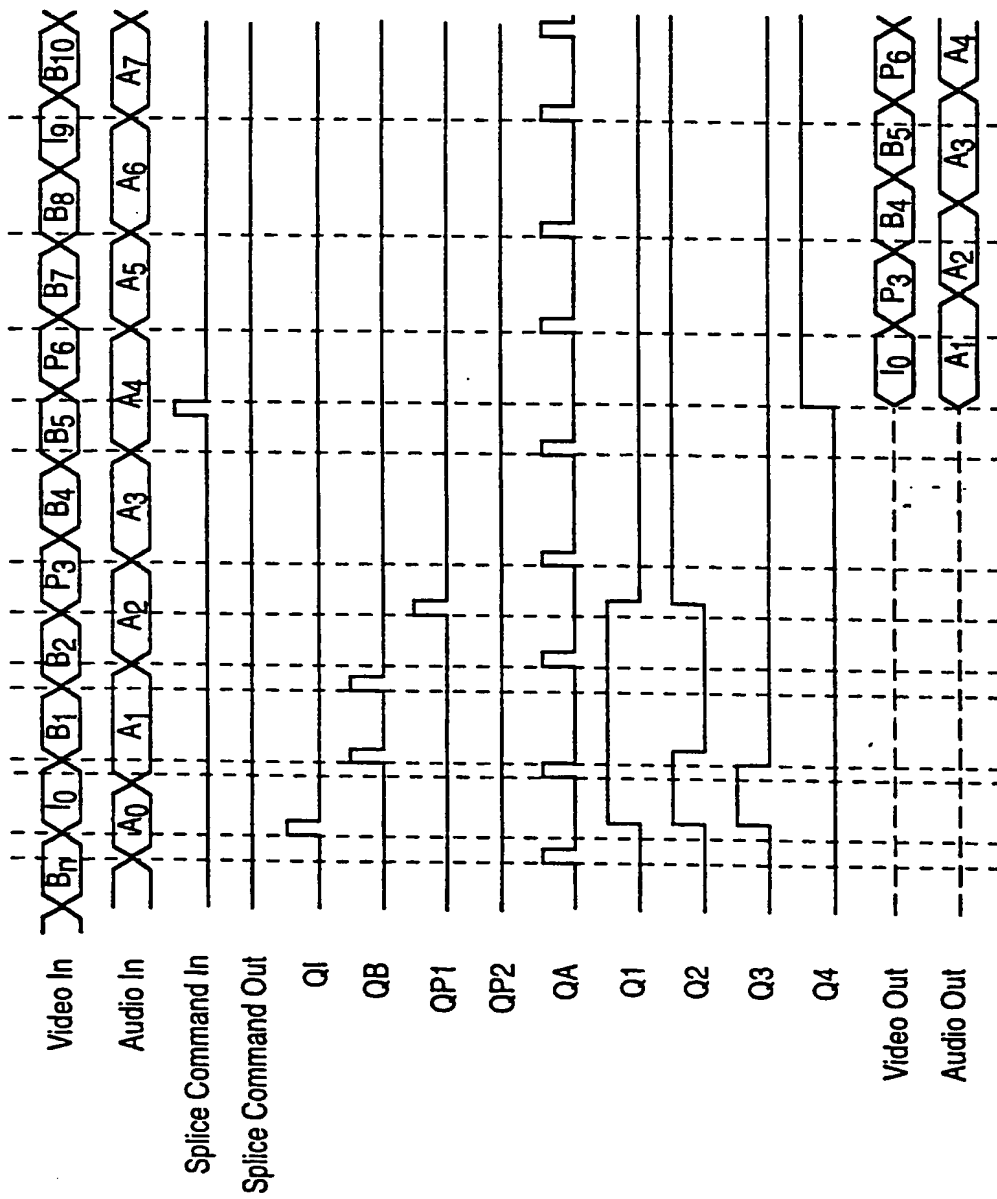 Video In Bn I0 B1 B2 P3 B4 B5 P6 B7 B8 I9 B10
Audio In A0 A1 A2 A3 A4 A5 A6 A7
Splice Command In
Splice Command Out
QI
QB
QP1
QP2
QA
Q1
Q2
Q3
Q4
Video Out I0 P3 B4 B5 P6
Audio Out A1 A2 A3 A4